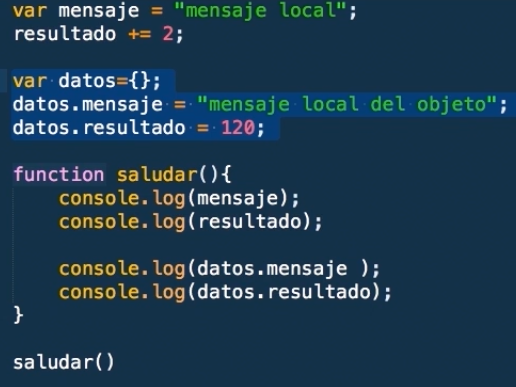 var mensaje = "mensaje local";
resultado += 2;
var datos={};
datos.mensaje = "mensaje local del objeto";
datos.resultado = 120;
function saludar(){
console.log(mensaje);
console.log(resultado);
console.log(datos.mensaje );
console.log(datos.resultado);
}
saludar()